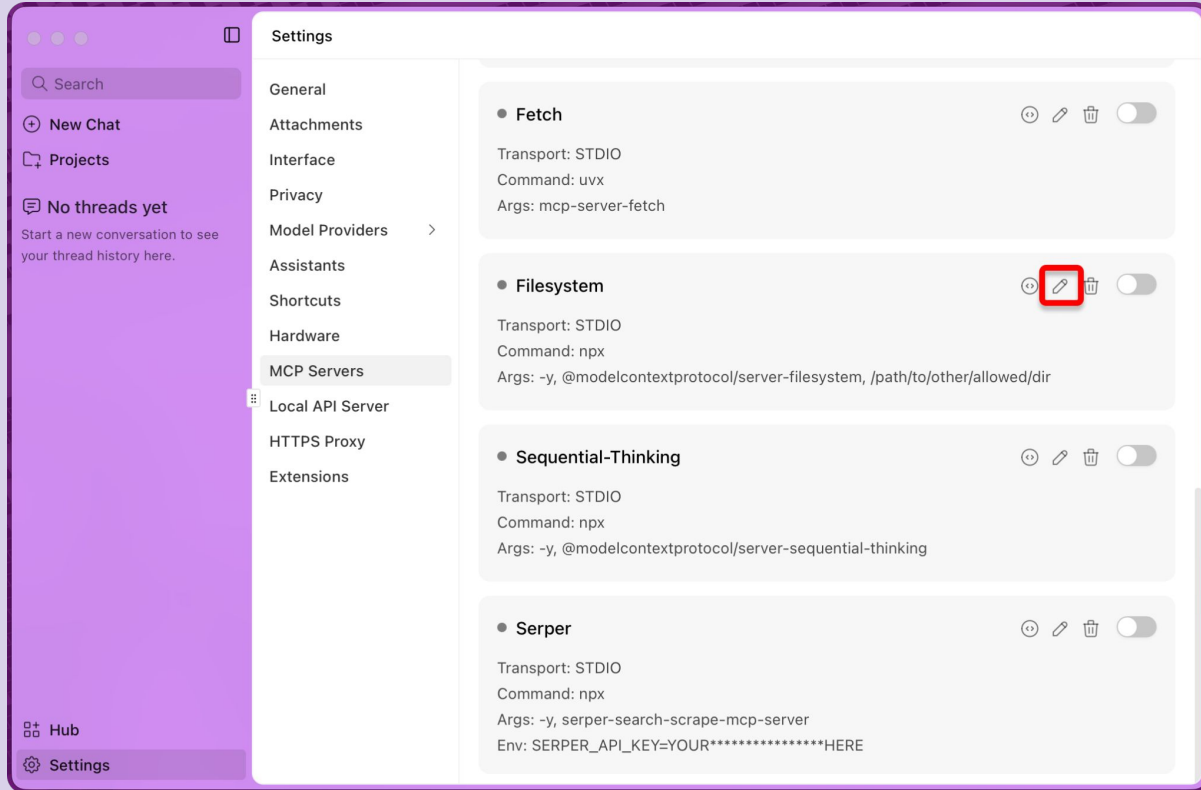 Settings
Search
New Chat
Projects
No threads yet
Start a new conversation to see
your thread history here.
Hub
Settings
General
Attachments
Interface
Privacy
Model Providers
Assistants
Shortcuts
Hardware
MCP Servers
Local API Server
HTTPS Proxy
Extensions
Fetch
Transport: STDIO
Command: uvx
Args: mcp-server-fetch
Filesystem
Transport: STDIO
Command: npx
Args: -y, @modelcontextprotocol/server-filesystem, /path/to/other/allowed/dir
Sequential-Thinking
Transport: STDIO
Command: npx
Args: -y, @modelcontextprotocol/server-sequential-thinking
Serper
Transport: STDIO
Command: npx
Args: -y, serper-search-scrape-mcp-server
Env: SERPER_API_KEY=YOUR****************HERE